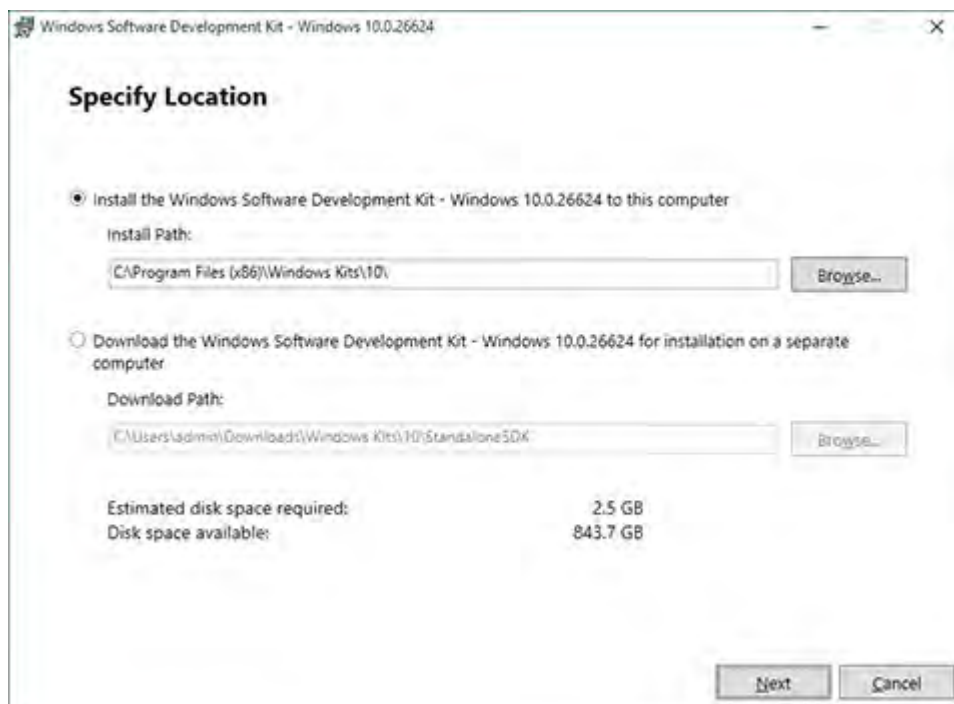 Windows Software Development Kit - Windows 10.0.26624
Specify Location
Install the Windows Software Development Kit - Windows 10.0.26624 to this computer
Install Path:
C:\Program Files (x86)\Windows Kits\10\
Browse...
Download the Windows Software Development Kit - Windows 10.0.26624 for installation on a separate
computer
Download Path:
C:\Users\admin\Downloads\Windows Kits\10\StandaloneSDK
Browse...
Estimated disk space required: 2.5 GB
Disk space available: 843.7 GB
Next
Cancel